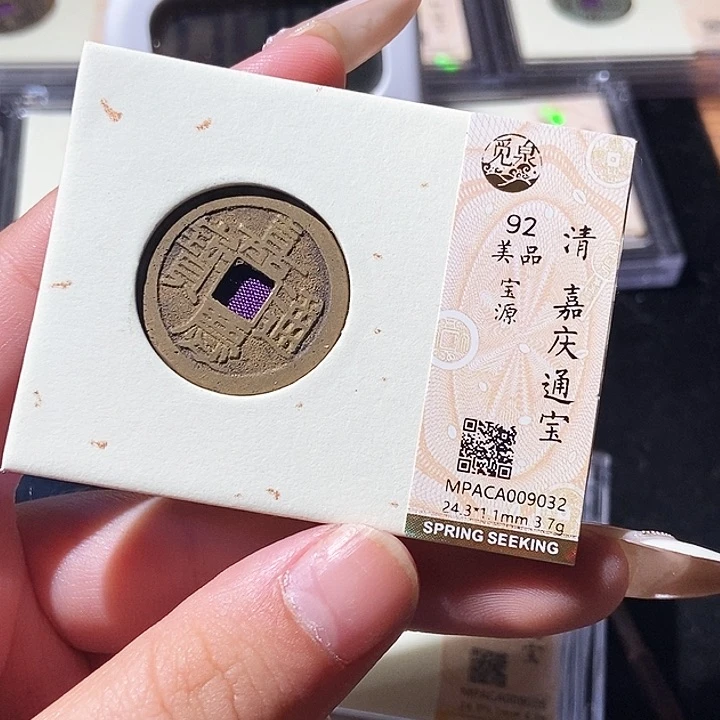 觅泉
清 嘉庆通宝
92
美品
宝源
MPACA009032
24.3*1.1mm 3.7g
SPRING SEEKING